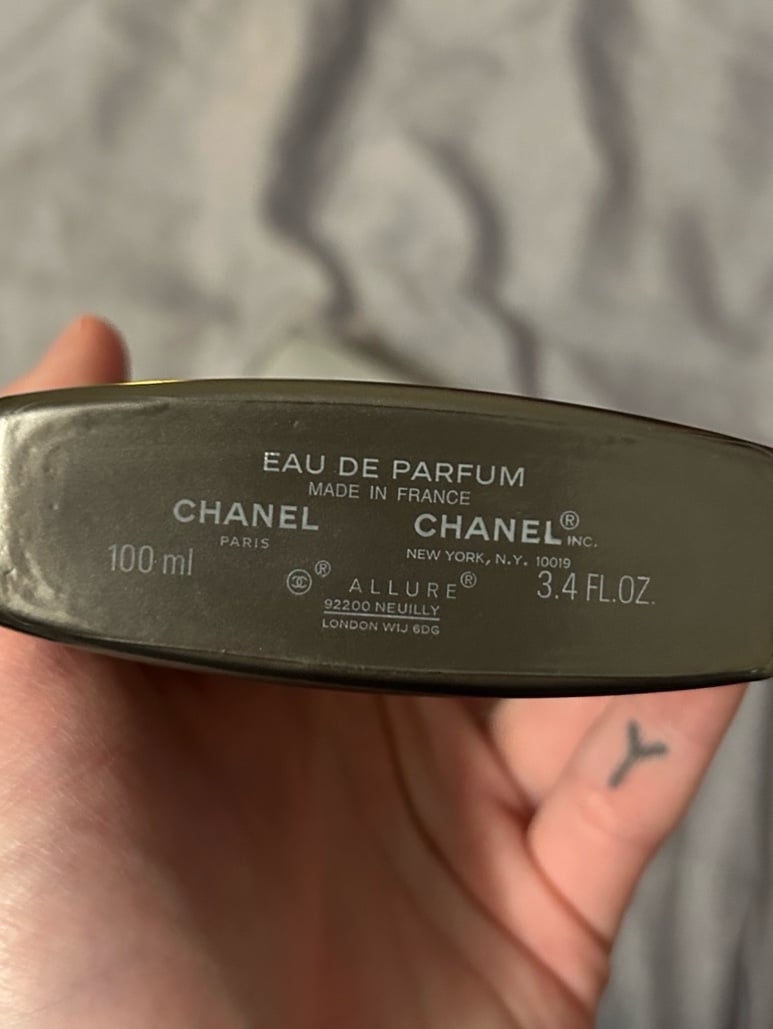 EAU DE PARFUM
MADE IN FRANCE
CHANEL CHANEL® INC.
PARIS NEW YORK, N.Y. 10019
100 ml ® ALLURE® 3.4 FL.OZ.
92200 NEUILLY
LONDON W1J 6DG